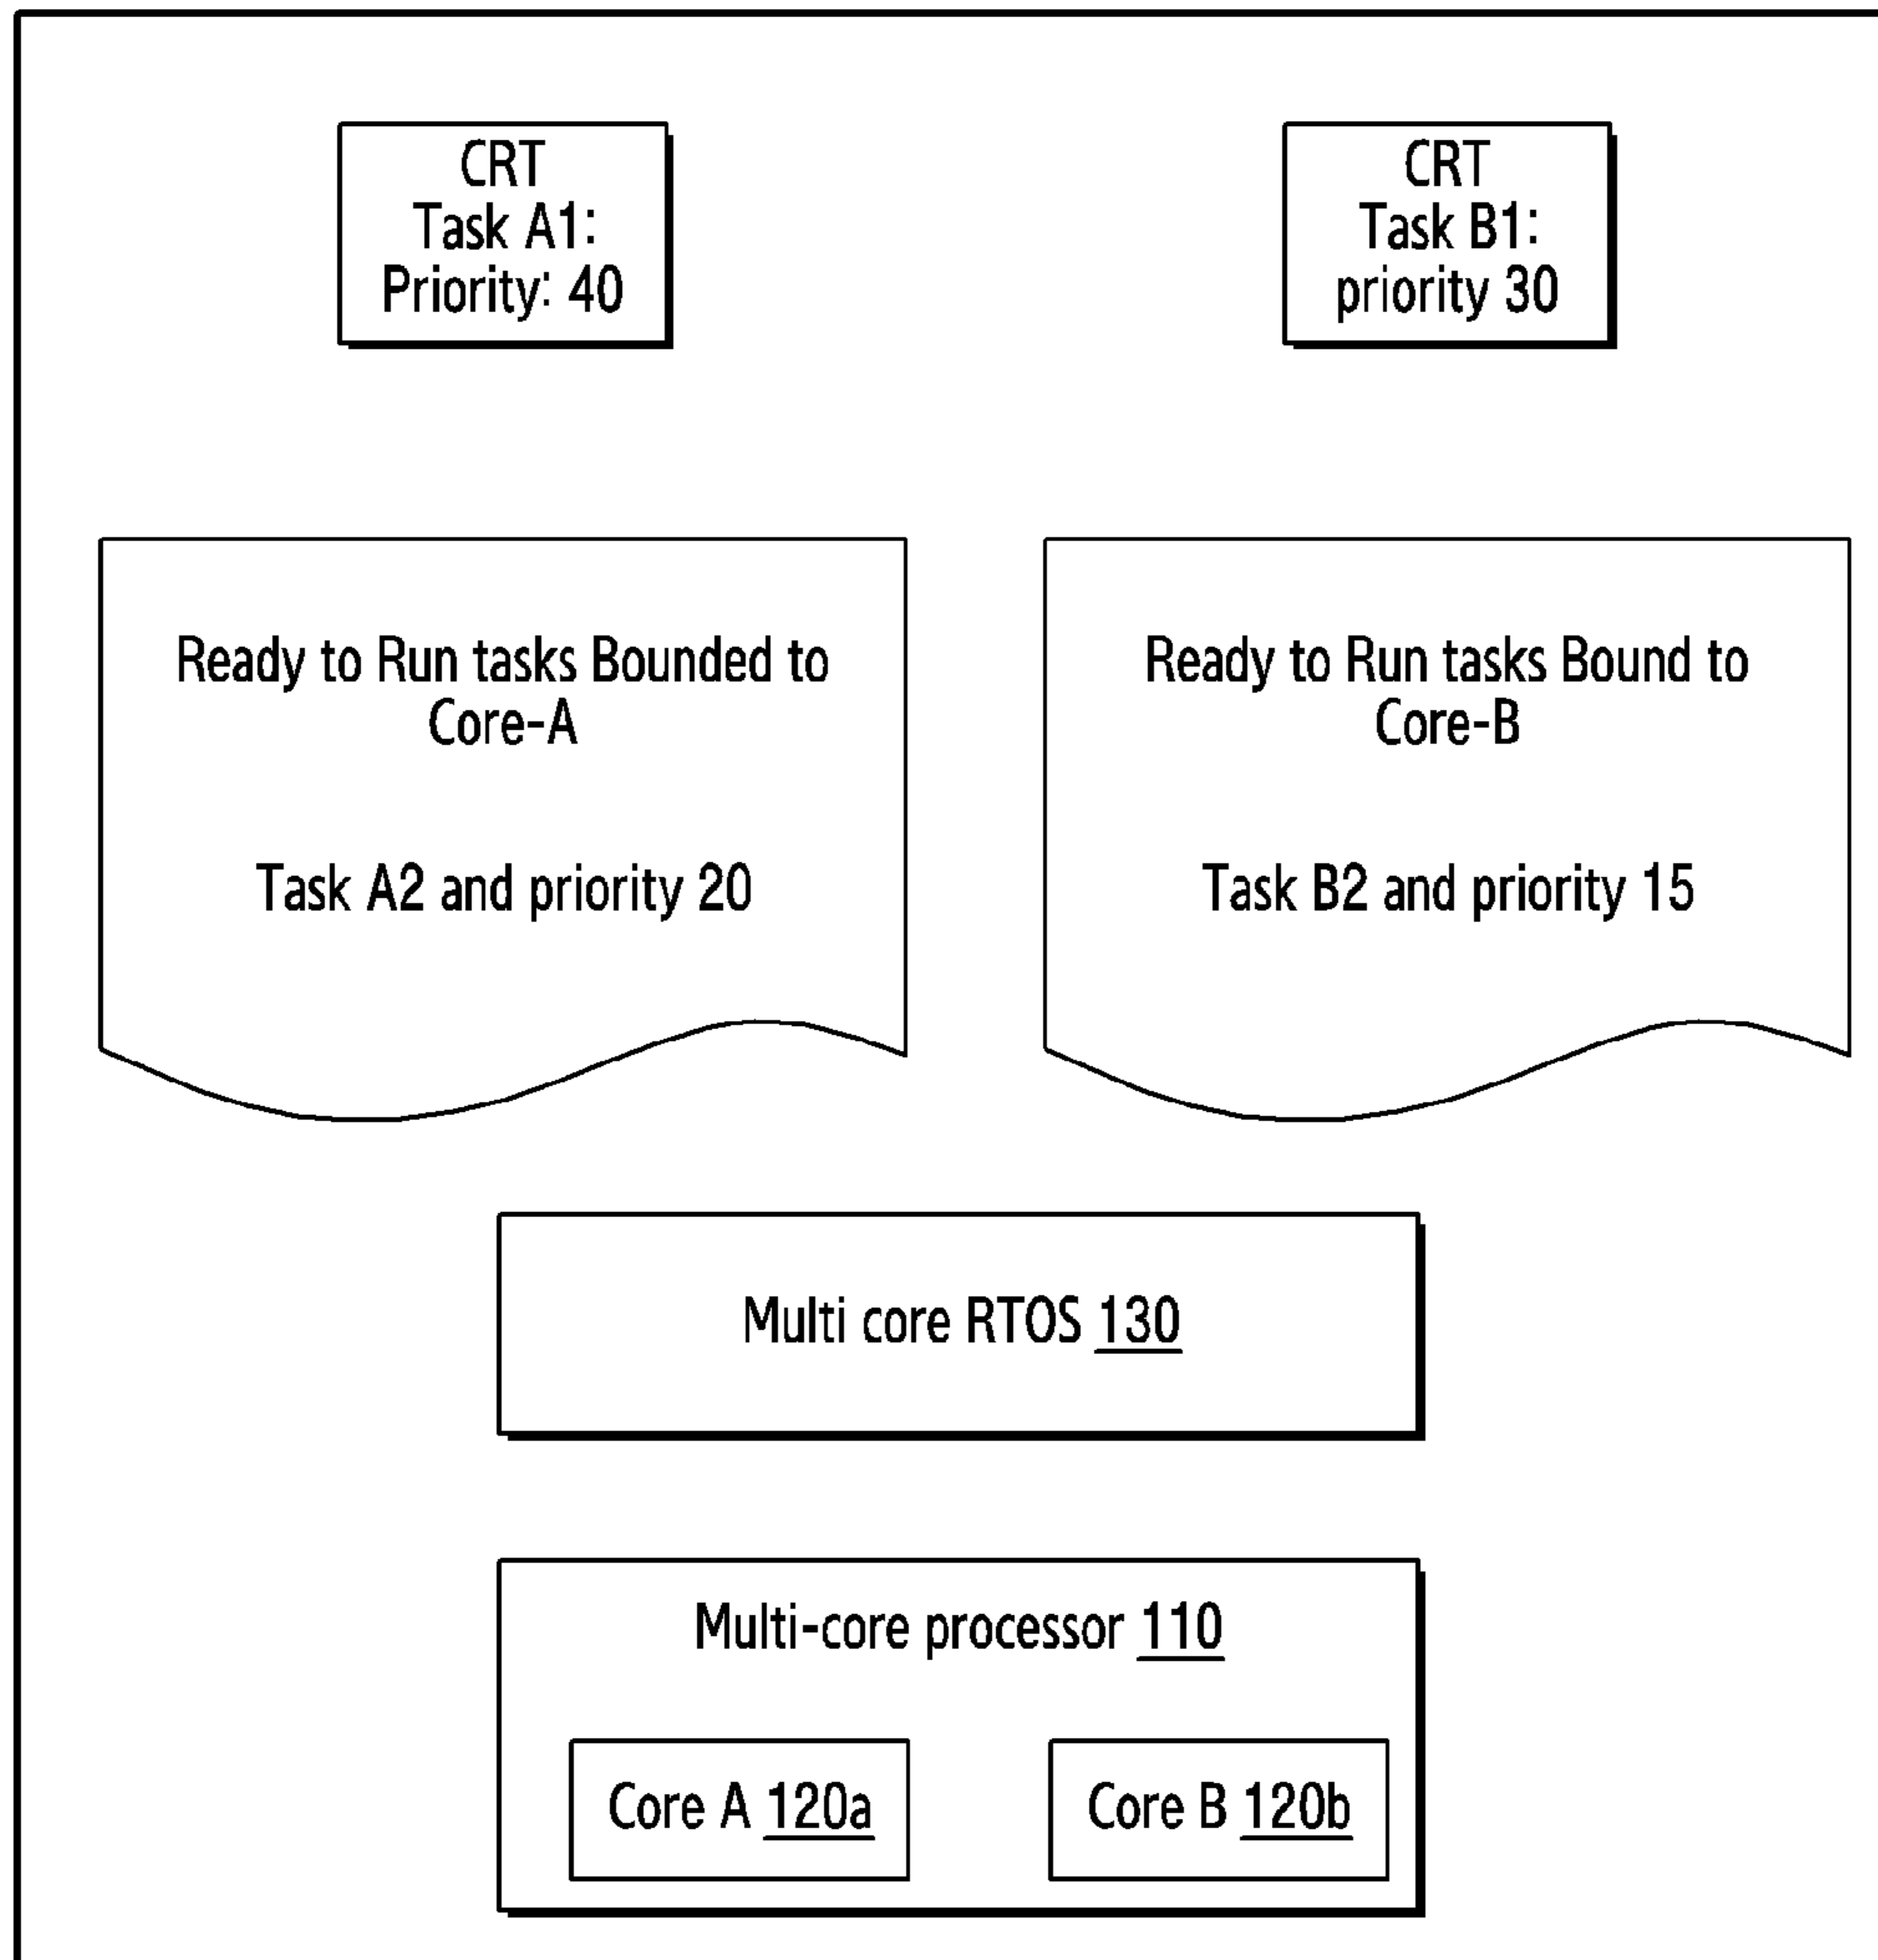 CRT
Task A1:
Priority: 40
CRT
Task B1:
priority 30
Ready to Run tasks Bounded to
Core-A
Task A2 and priority 20
Ready to Run tasks Bound to
Core-B
Task B2 and priority 15
Multi core RTOS 130
Multi-core processor 110
Core A 120a
Core B 120b